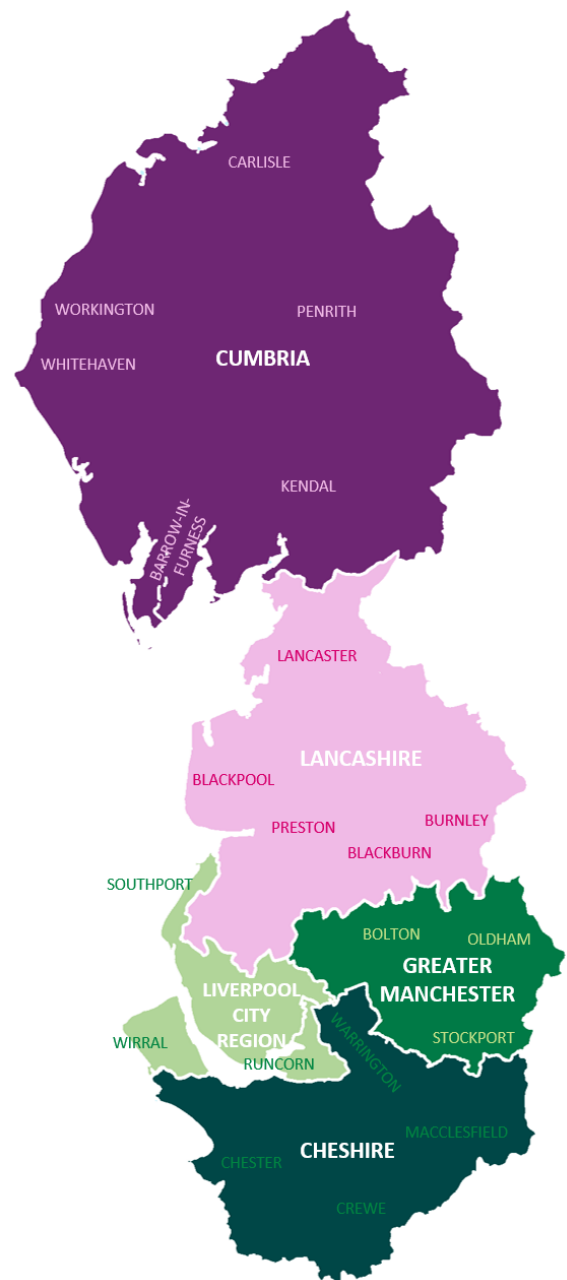 CARLISLE
WORKINGTON
PENRITH
CUMBRIA
WHITEHAVEN
KENDAL
BARROW-IN-
FURNESS
LANCASTER
LANCASHIRE
BLACKPOOL
BURNLEY
PRESTON
BLACKBURN
SOUTHPORT
BOLTON
OLDHAM
GREATER
MANCHESTER
LIVERPOOL
CITY
REGION
WIRRAL
RUNCORN
WARRINGTON
STOCKPORT
MACCLESFIELD
CHESHIRE
CHESTER
CREWE